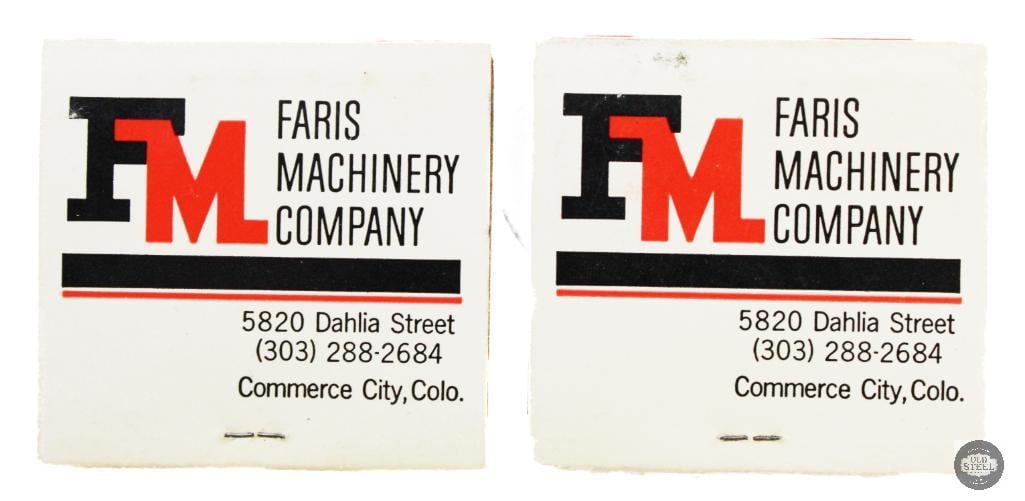 FM
FARIS
MACHINERY
COMPANY
5820 Dahlia Street
(303) 288-2684
Commerce City, Colo.
FM
FARIS
MACHINERY
COMPANY
5820 Dahlia Street
(303) 288-2684
Commerce City, Colo.
OLD
STEEL